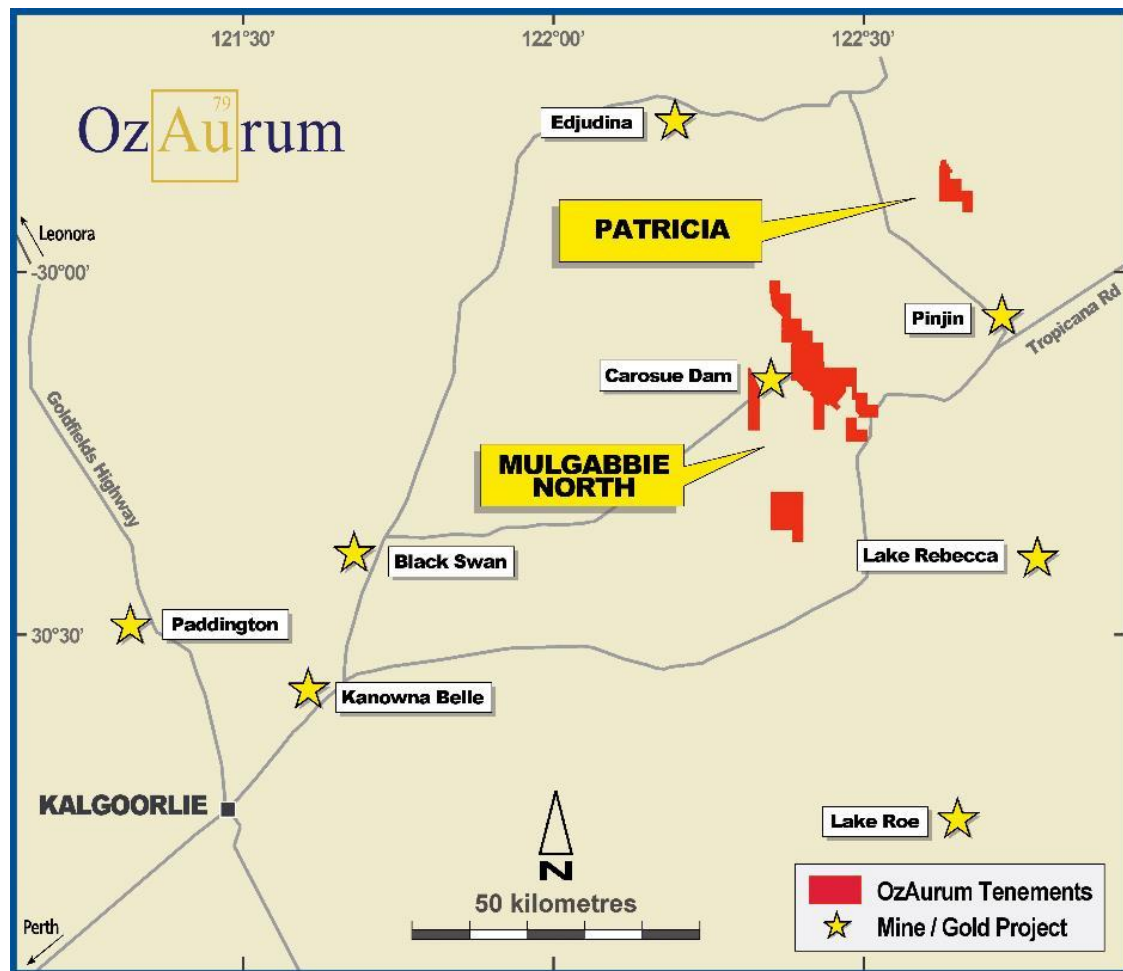 121°30'
122°00'
122°30'
79
OzAurum
Edjudina
PATRICIA
Leonora
-30°00'
Pinjin
Tropicana Rd
Carosue Dam
Goldfields Highway
MULGABBIE
NORTH
Black Swan
Lake Rebecca
Paddington
30°30'
Kanowna Belle
KALGOORLIE
Lake Roe
N
50 kilometres
OzAurum Tenements
Mine / Gold Project
Perth